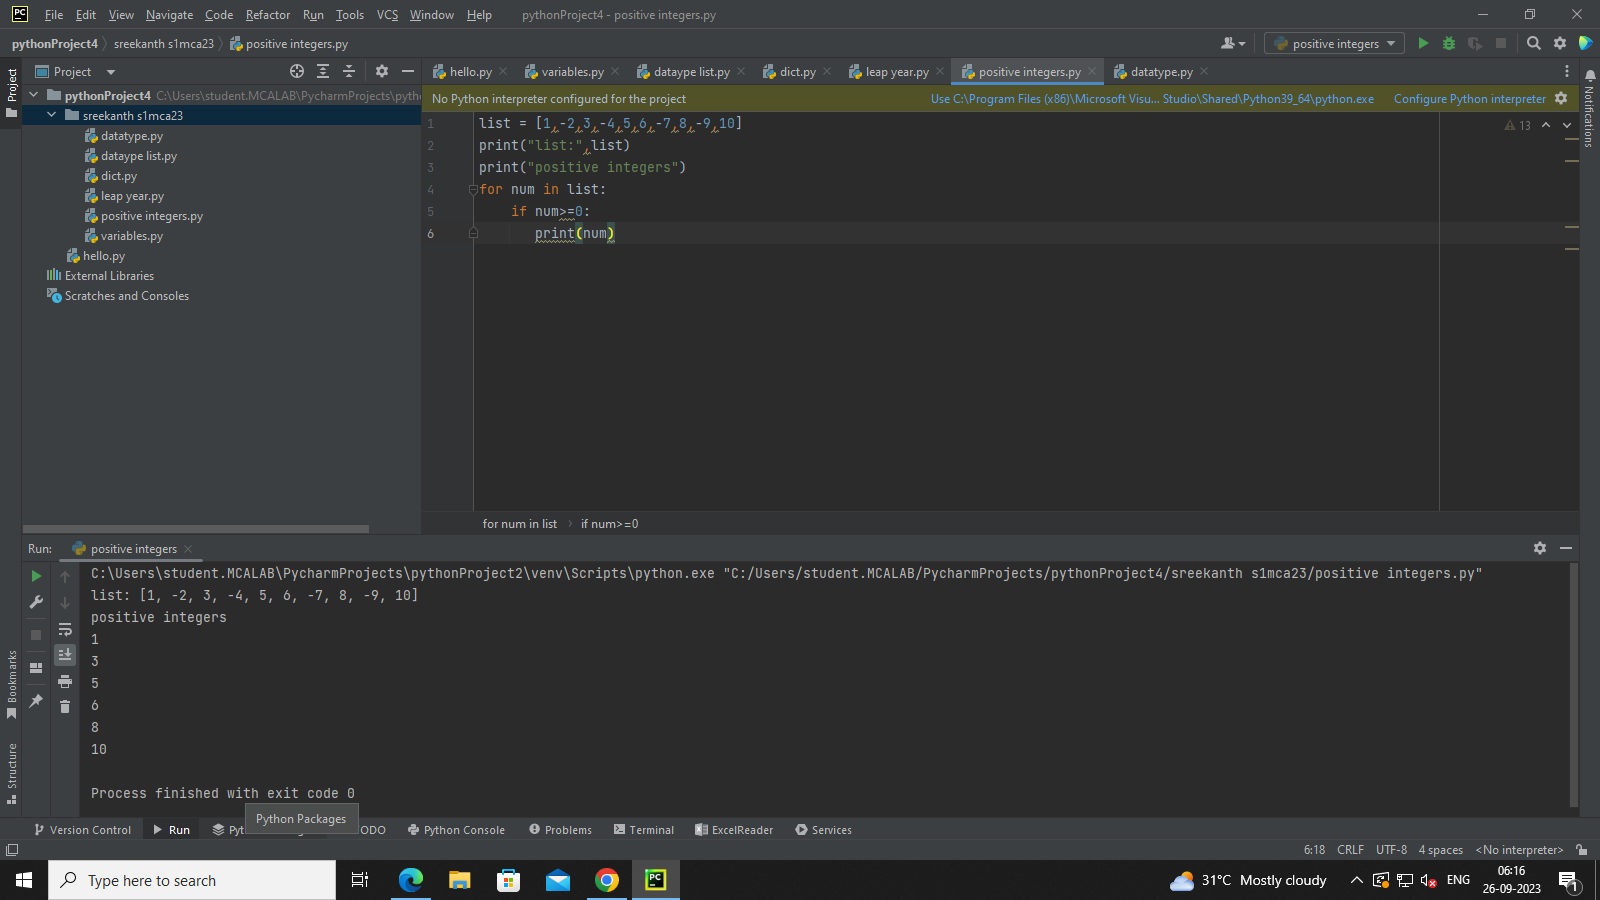 PC File Edit View Navigate Code Refactor Run Tools VCS Window Help pythonProject4 - positive integers.py
pythonProject4 sreekanth s1mca23 positive integers.py positive integers
Project
Project
hello.py variables.py dataype list.py dict.py leap year.py positive integers.py datatype.py
pythonProject4 C:\Users\student.MCALAB\PycharmProjects\pyth
sreekanth s1mca23
datatype.py
dataype list.py
dict.py
leap year.py
positive integers.py
variables.py
hello.py
External Libraries
Scratches and Consoles
No Python interpreter configured for the project Use C:\Program Files (x86)\Microsoft Visu... Studio\Shared\Python39_64\python.exe Configure Python interpreter
Notifications
13
1 list = [1,-2,3,-4,5,6,-7,8,-9,10]
2 print("list:",list)
3 print("positive integers")
4 for num in list:
5 if num>=0:
6 print(num)
for num in list › if num>=0
Run: positive integers
C:\Users\student.MCALAB\PycharmProjects\pythonProject2\venv\Scripts\python.exe "C:/Users/student.MCALAB/PycharmProjects/pythonProject4/sreekanth s1mca23/positive integers.py"
list: [1, -2, 3, -4, 5, 6, -7, 8, -9, 10]
positive integers
1
3
5
6
8
10
Process finished with exit code 0
Bookmarks
Structure
Python Packages
Version Control Run Pyt ODO Python Console Problems Terminal ExcelReader Services
6:18 CRLF UTF-8 4 spaces <No interpreter>
Type here to search PC 31°C Mostly cloudy ENG 06:16
26-09-2023 1